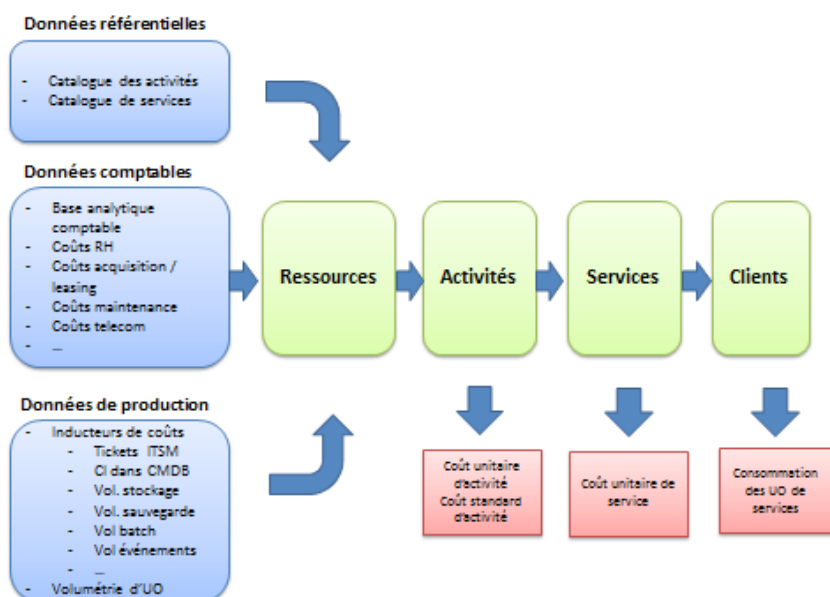 Données référentielles
- Catalogue des activités
- Catalogue de services
Données comptables
- Base analytique
comptable
- Coûts RH
- Coûts acquisition /
leasing
- Coûts maintenance
- Coûts telecom
- ...
Ressources
Activités
Services
Clients
Données de production
- Inducteurs de coûts
- Tickets ITSM
- CI dans CMDB
- Vol. stockage
- Vol. sauvegarde
- Vol batch
- Vol événements
- ...
- Volumétrie d'UO
Coût unitaire
d'activité
Coût standard
d'activité
Coût unitaire de
service
Consommation
des UO de
services